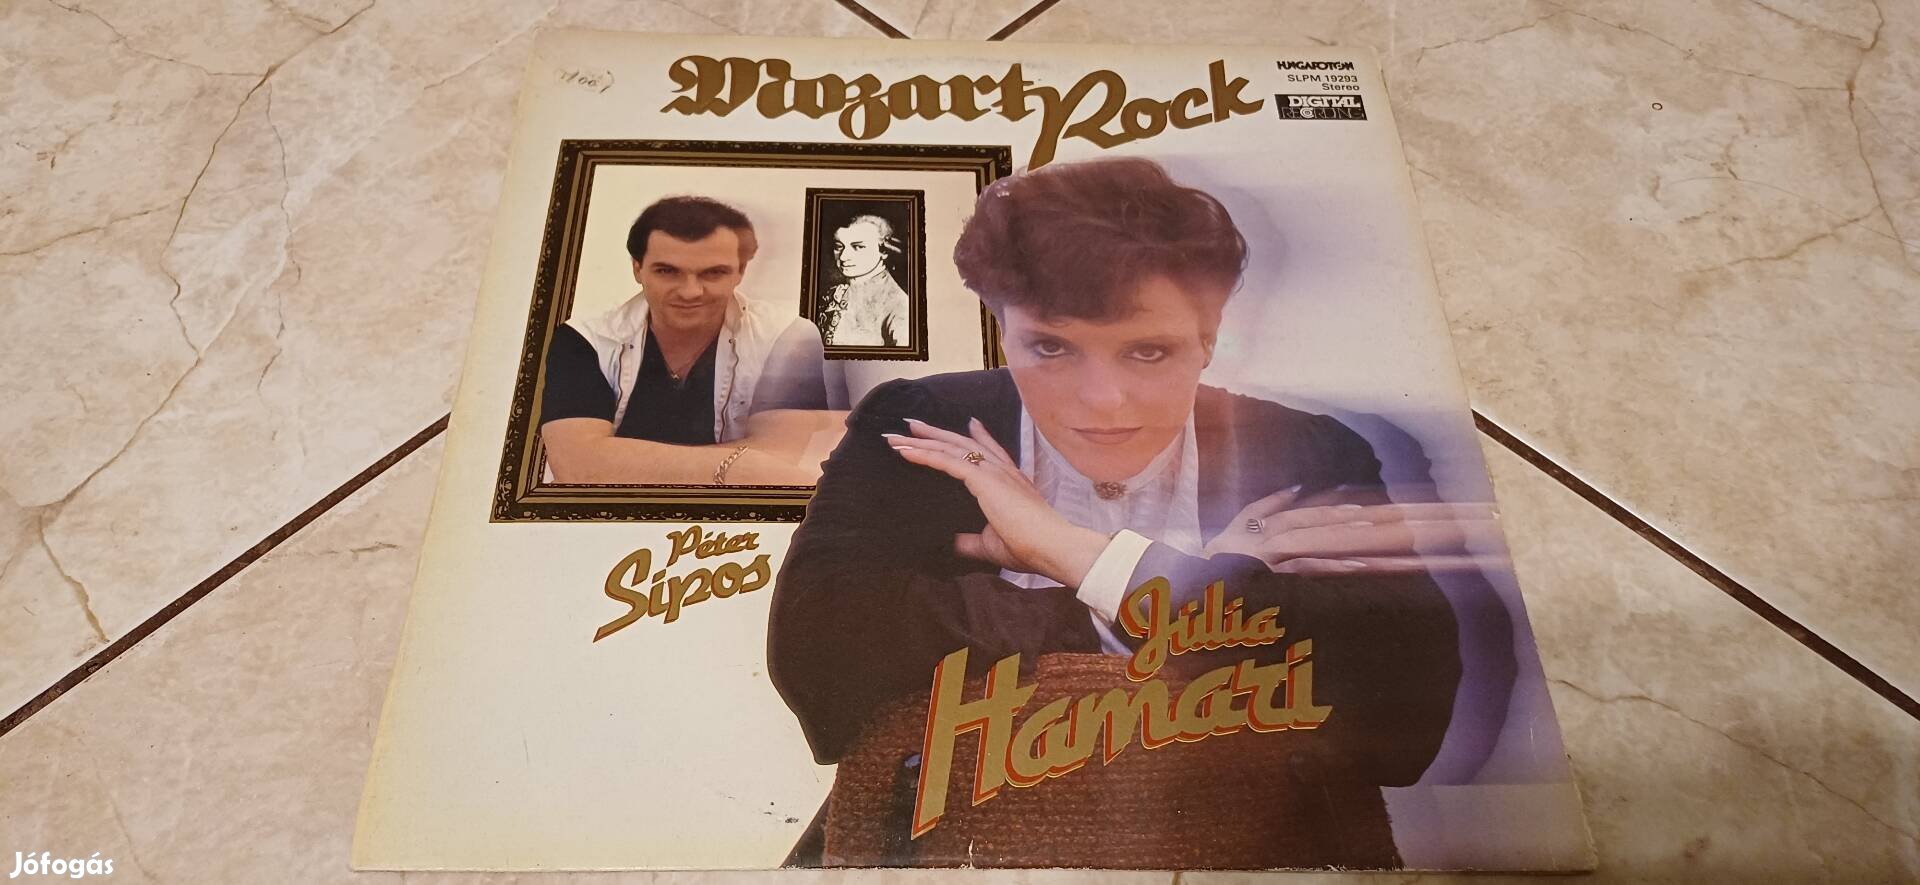 Mozart Rock
HUNGAROTON
SLPM 19293
Stereo
DIGITAL
RECORDING
Péter
Sipos
Júlia
Hamari
Jófogás